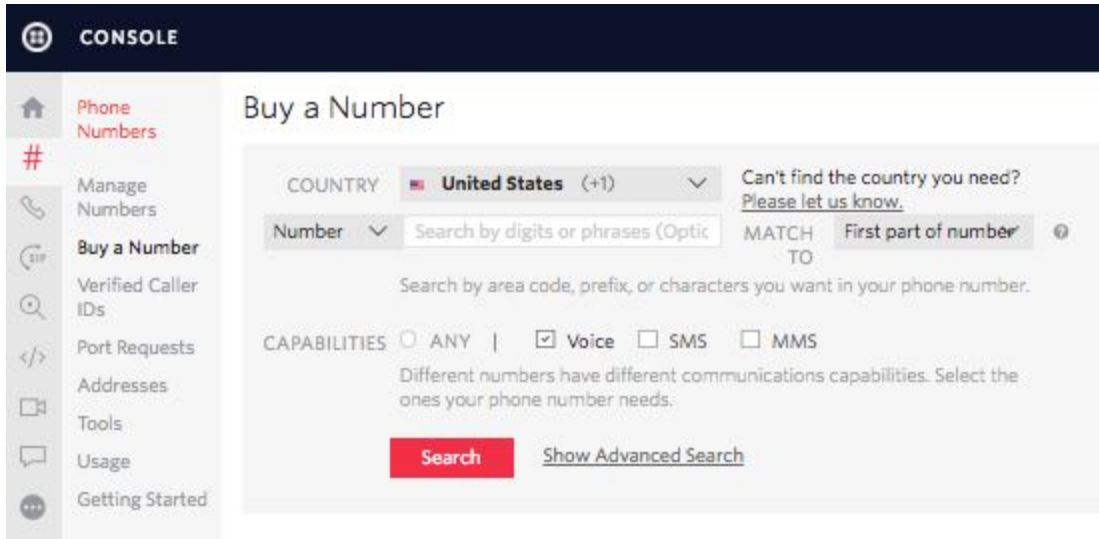 CONSOLE
Phone
Numbers
Manage
Numbers
Buy a Number
Verified Caller
IDs
Port Requests
Addresses
Tools
Usage
Getting Started
#
SIP
</>
Buy a Number
COUNTRY United States (+1) Can't find the country you need?
Please let us know.
Number Search by digits or phrases (Optic MATCH TO First part of number ?
Search by area code, prefix, or characters you want in your phone number.
CAPABILITIES ANY | Voice SMS MMS
Different numbers have different communications capabilities. Select the
ones your phone number needs.
Search Show Advanced Search